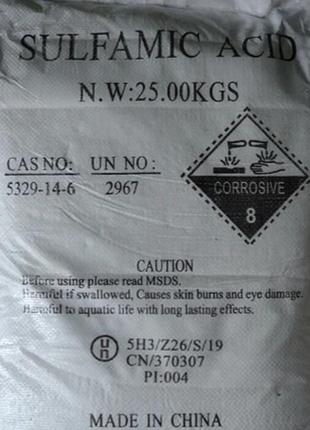 SULFAMIC ACID
N.W:25.00KGS
CAS NO: UN NO:
5329-14-6 2967
CORROSIVE
8
CAUTION
Before using please read MSDS.
Harmful if swallowed, Causes skin burns and eye damage.
Harmful to aquatic life with long lasting effects.
un 5H3/Z26/S/19
CN/370307
PI:004
MADE IN CHINA